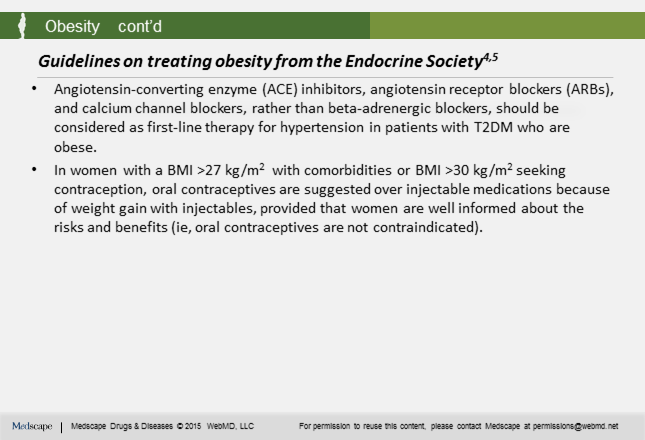 Obesity cont'd
Guidelines on treating obesity from the Endocrine Society4,5
• Angiotensin-converting enzyme (ACE) inhibitors, angiotensin receptor blockers (ARBs),
and calcium channel blockers, rather than beta-adrenergic blockers, should be
considered as first-line therapy for hypertension in patients with T2DM who are
obese.
• In women with a BMI >27 kg/m2 with comorbidities or BMI >30 kg/m2 seeking
contraception, oral contraceptives are suggested over injectable medications because
of weight gain with injectables, provided that women are well informed about the
risks and benefits (ie, oral contraceptives are not contraindicated).
Medscape | Medscape Drugs & Diseases © 2015 WebMD, LLC For permission to reuse this content, please contact Medscape at permissions@webmd.net